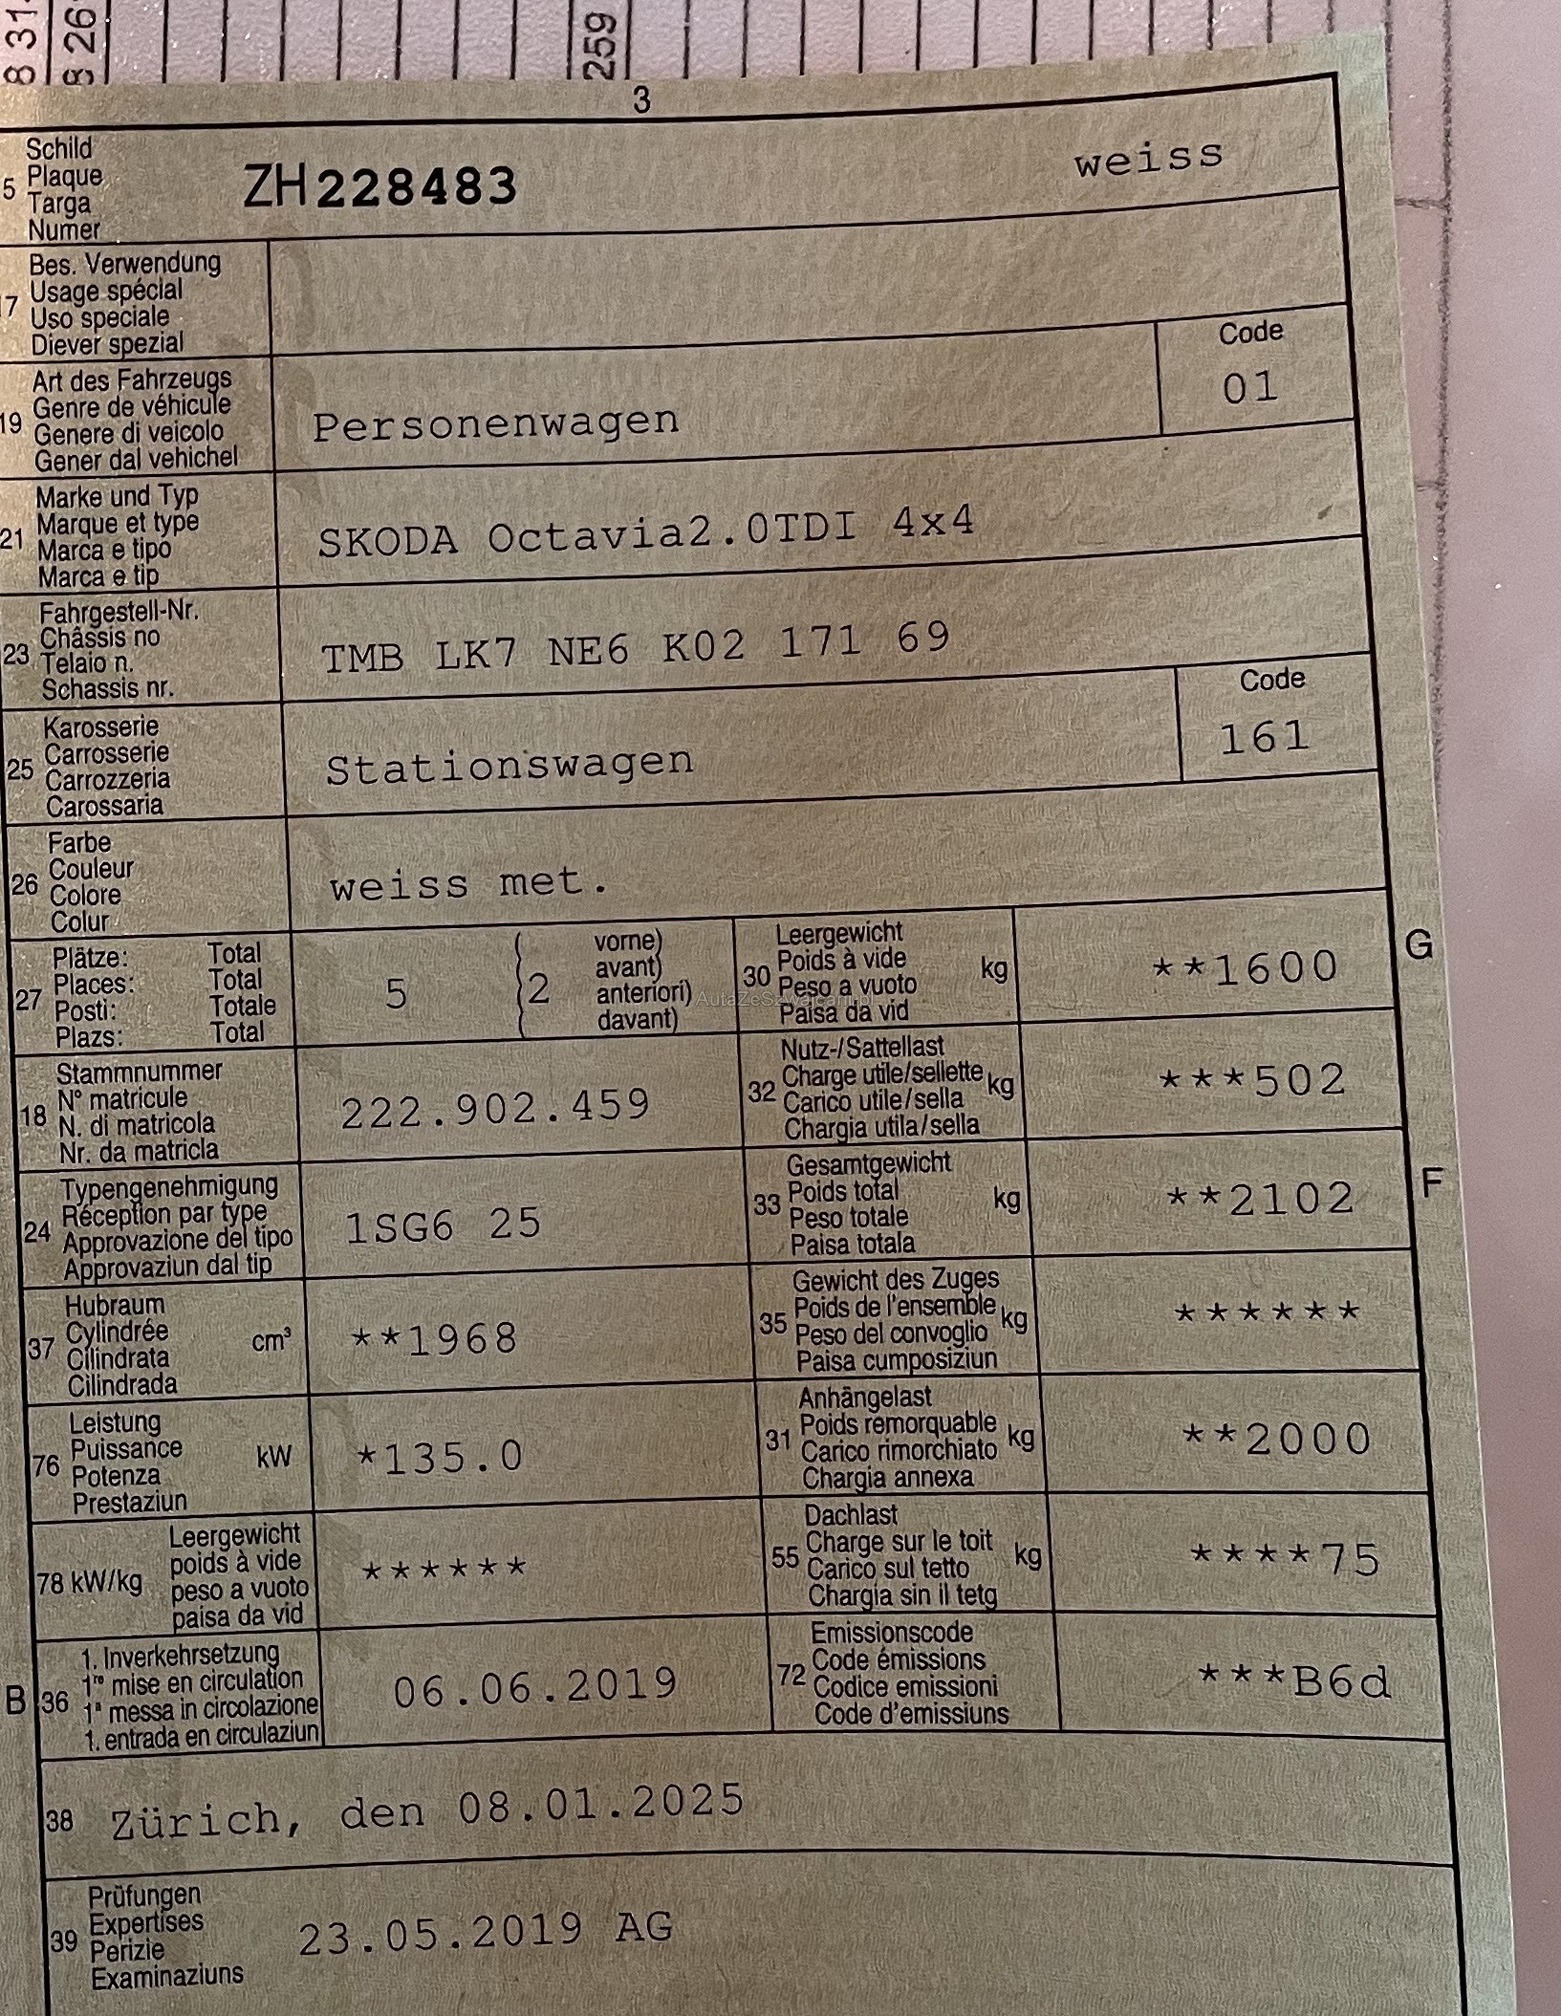 8 31
8 26
259
3
5 Schild
Plaque
Targa
Numer
ZH228483
weiss
17 Bes. Verwendung
Usage spécial
Uso speciale
Diever spezial
19 Art des Fahrzeugs
Genre de véhicule
Genere di veicolo
Gener dal vehichel
Personenwagen
Code
01
21 Marke und Typ
Marque et type
Marca e tipo
Marca e tip
SKODA Octavia2.0TDI 4x4
23 Fahrgestell-Nr.
Châssis no
Telaio n.
Schassis nr.
TMB LK7 NE6 K02 171 69
25 Karosserie
Carrosserie
Carrozzeria
Carossaria
Stationswagen
Code
161
26 Farbe
Couleur
Colore
Colur
weiss met.
27 Plätze: Total
Places: Total
Posti: Totale
Plazs: Total
5 (2 vorne)
avant)
anteriori)
davant)
30 Leergewicht
Poids à vide
Peso a vuoto
Paisa da vid
kg
**1600
G
AutaZeSzwajcarii.pl
18 Stammnummer
N° matricule
N. di matricola
Nr. da matricla
222.902.459
32 Nutz-/Sattellast
Charge utile/sellette
Carico utile/sella
Chargia utila/sella
kg
***502
24 Typengenehmigung
Réception par type
Approvazione del tipo
Approvaziun dal tip
1SG6 25
33 Gesamtgewicht
Poids total
Peso totale
Paisa totala
kg
**2102
F
37 Hubraum
Cylindrée
Cilindrata
Cilindrada
cm³
**1968
35 Gewicht des Zuges
Poids de l'ensemble
Peso del convoglio
Paisa cumposiziun
kg
******
76 Leistung
Puissance
Potenza
Prestaziun
kW
*135.0
31 Anhängelast
Poids remorquable
Carico rimorchiato
Chargia annexa
kg
**2000
78 kW/kg
Leergewicht
poids à vide
peso a vuoto
paisa da vid
******
55 Dachlast
Charge sur le toit
Carico sul tetto
Chargia sin il tetg
kg
****75
B
36 1. Inverkehrsetzung
1re mise en circulation
1a messa in circolazione
1. entrada en circulaziun
06.06.2019
72 Emissionscode
Code émissions
Codice emissioni
Code d'emissiuns
***B6d
38 Zürich, den 08.01.2025
39 Prüfungen
Expertises
Perizie
Examinaziuns
23.05.2019 AG